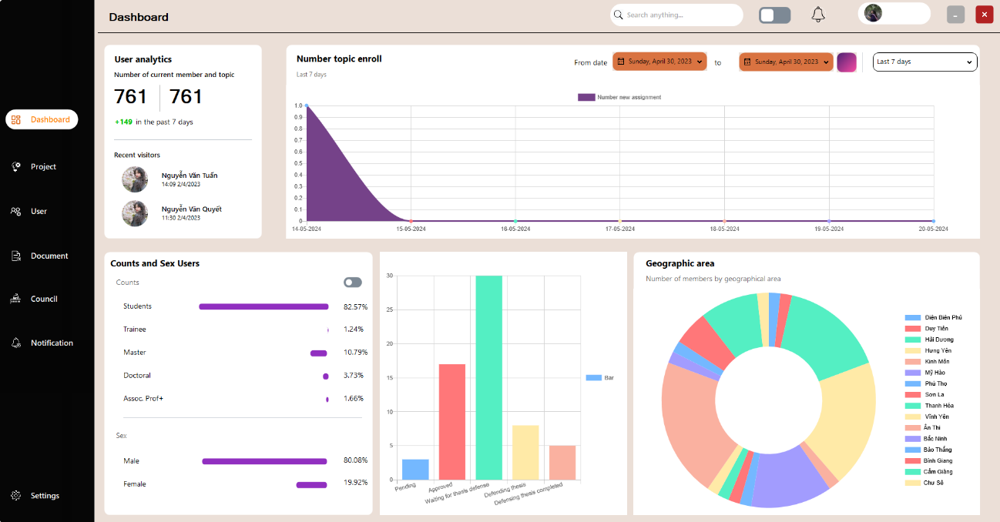 Dashboard
Search anything...
Dashboard
Project
User
Document
Council
Notification
Settings
User analytics
Number of current member and topic
761 761
+149 in the past 7 days
Recent visitors
Nguyễn Văn Tuấn
14:09 2/4/2023
Nguyễn Văn Quyết
11:30 2/4/2023
Number topic enroll
Last 7 days
From date Sunday, April 30, 2023 to Sunday, April 30, 2023 Last 7 days
Number new assignment
1.0
0.9
0.8
0.7
0.6
0.5
0.4
0.3
0.2
0.1
0
14-05-2024 15-05-2024 16-05-2024 17-05-2024 18-05-2024 19-05-2024 20-05-2024
Counts and Sex Users
Counts
Students 82.57%
Trainee 1.24%
Master 10.79%
Doctoral 3.73%
Assoc. Prof+ 1.66%
Sex
Male 80.08%
Female 19.92%
30
25
20
15
10
5
0
Pending
Approved
Waiting for thasis defense
Defending thesis
Defensing thesis completed
Bar
Geographic area
Number of members by geographical area
Điện Biên Phủ
Duy Tiên
Hải Dương
Hưng Yên
Kinh Môn
Mỹ Hào
Phú Thọ
Sơn La
Thanh Hòa
Vĩnh Yên
Ân Thi
Bắc Ninh
Bảo Thắng
Bình Giang
Cẩm Giàng
Chư Sê